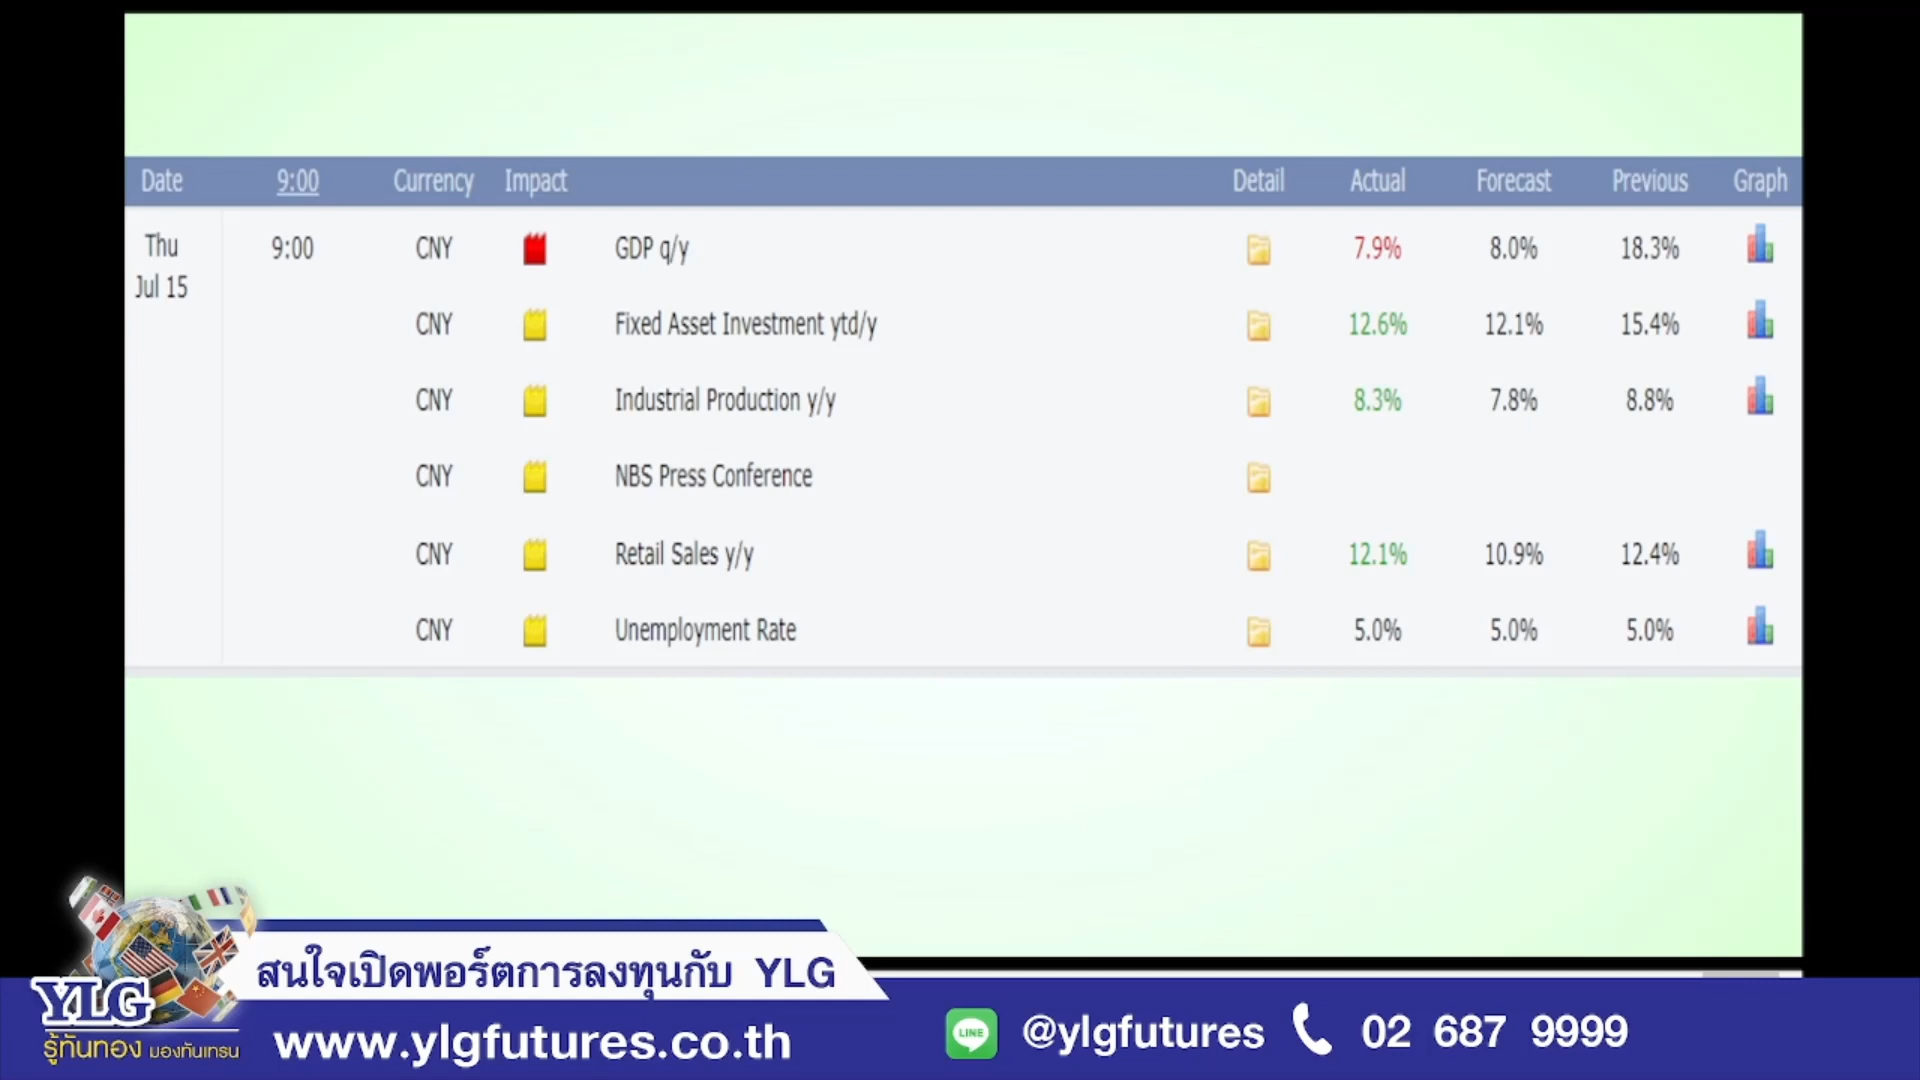 Date 9:00 Currency Impact Detail Actual Forecast Previous Graph
Thu 9:00 CNY GDP q/y 7.9% 8.0% 18.3%
Jul 15
CNY Fixed Asset Investment ytd/y 12.6% 12.1% 15.4%
CNY Industrial Production y/y 8.3% 7.8% 8.8%
CNY NBS Press Conference
CNY Retail Sales y/y 12.1% 10.9% 12.4%
CNY Unemployment Rate 5.0% 5.0% 5.0%
สนใจเปิดพอร์ตการลงทุนกับ YLG
YLG
รู้ทันทอง มองทันเทรน
www.ylgfutures.co.th
LINE @ylgfutures 02 687 9999